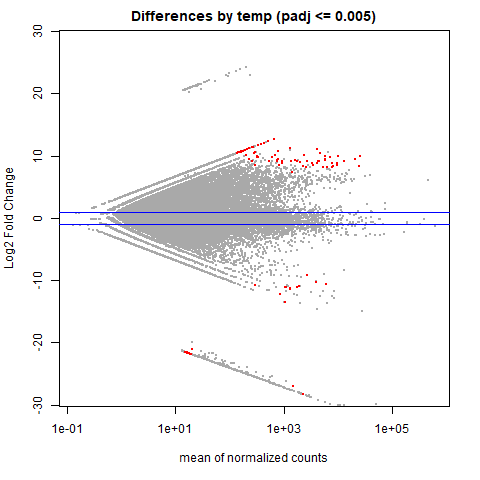 Differences by temp (padj <= 0.005)
Log2 Fold Change
30
20
10
0
-10
-20
-30
1e-01
1e+01
1e+03
1e+05
mean of normalized counts